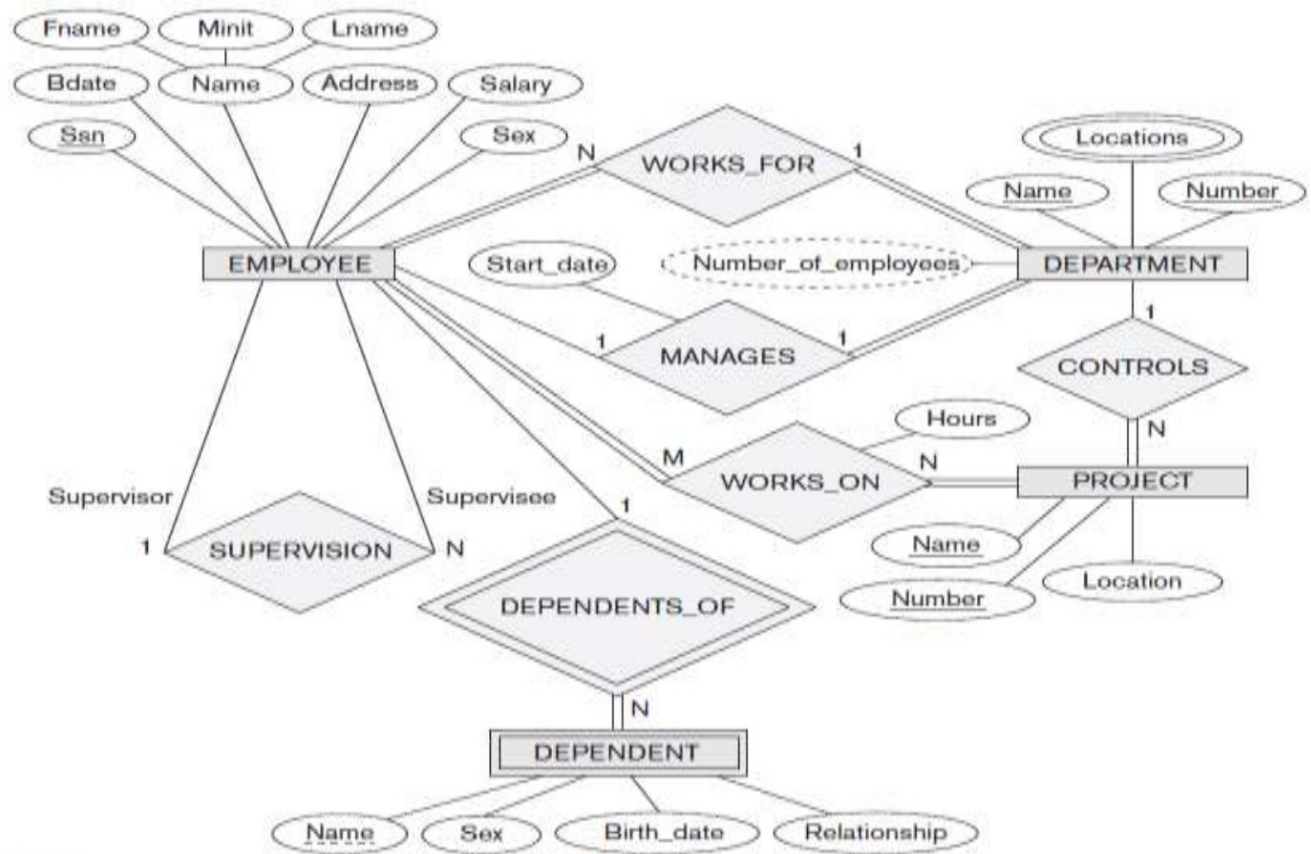 Fname Minit Lname
Bdate Name Address Salary
Ssn Sex
N WORKS_FOR 1
Locations
Name Number
EMPLOYEE Start_date Number_of_employees DEPARTMENT
1 MANAGES 1
1
CONTROLS
N
Hours
M WORKS_ON N PROJECT
Supervisor Supervisee
1 SUPERVISION N
Name
Number Location
1
DEPENDENTS_OF
N
DEPENDENT
Name Sex Birth_date Relationship